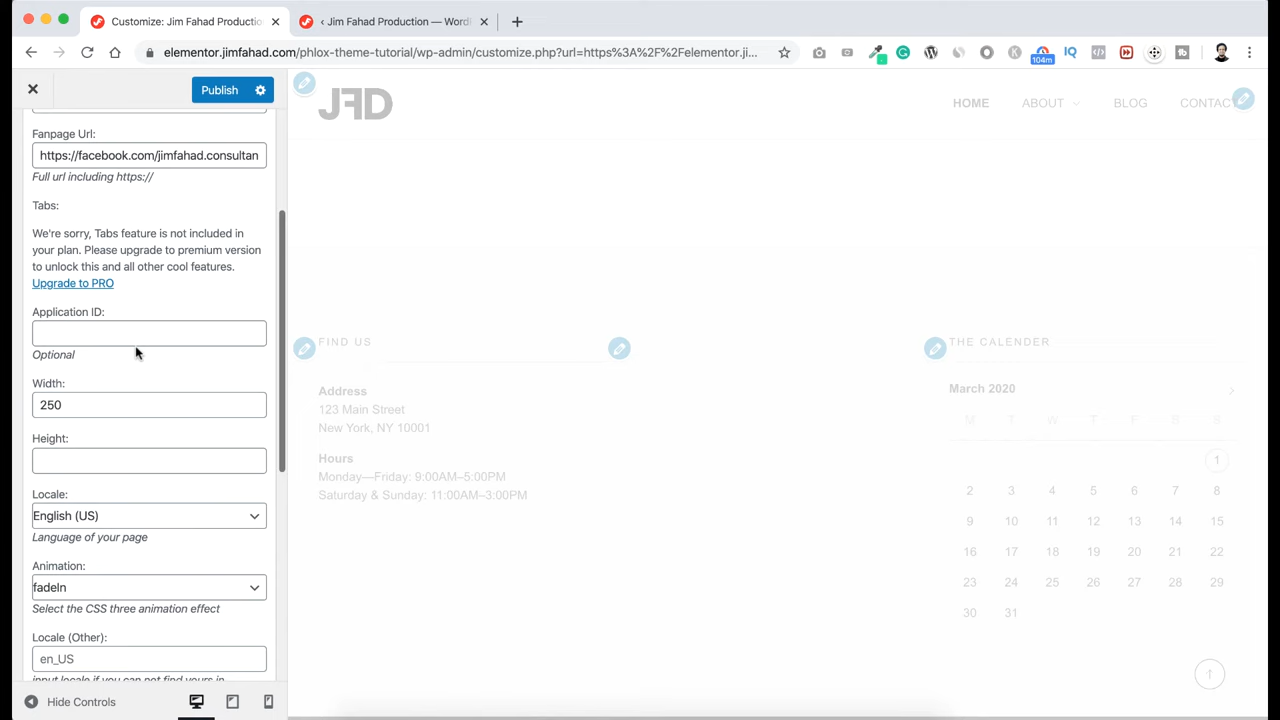 Customize: Jim Fahad Productio
‹ Jim Fahad Production — Word
elementor.jimfahad.com/phlox-theme-tutorial/wp-admin/customize.php?url=https%3A%2F%2Felementor.ji...
IQ
104m
Publish
JFD
HOME
ABOUT
BLOG
CONTACT
Fanpage Url:
https://facebook.com/jimfahad.consultan
Full url including https://
Tabs:
We're sorry, Tabs feature is not included in
your plan. Please upgrade to premium version
to unlock this and all other cool features.
Upgrade to PRO
Application ID:
Optional
Width:
250
Height:
Locale:
English (US)
Language of your page
Animation:
fadeIn
Select the CSS three animation effect
Locale (Other):
en_US
input locale if you can not find yours in
Hide Controls
FIND US
Address
123 Main Street
New York, NY 10001
Hours
Monday—Friday: 9:00AM–5:00PM
Saturday & Sunday: 11:00AM–3:00PM
THE CALENDER
March 2020
M T W T F S S
1
2 3 4 5 6 7 8
9 10 11 12 13 14 15
16 17 18 19 20 21 22
23 24 25 26 27 28 29
30 31